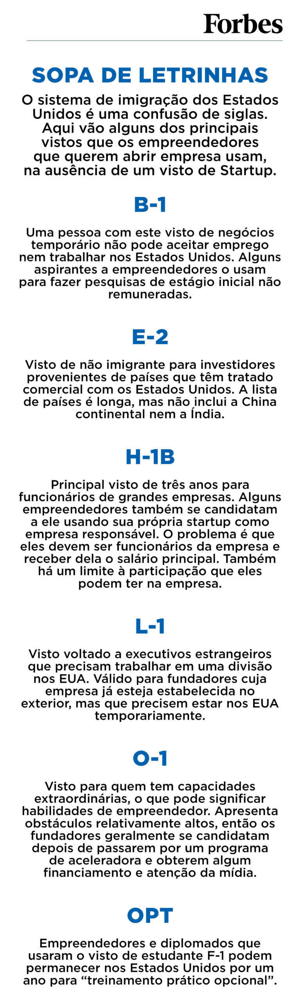 Forbes
SOPA DE LETRINHAS
O sistema de imigração dos Estados
Unidos é uma confusão de siglas.
Aqui vão alguns dos principais
vistos que os empreendedores
que querem abrir empresa usam,
na ausência de um visto de Startup.
B-1
Uma pessoa com este visto de negócios
temporário não pode aceitar emprego
nem trabalhar nos Estados Unidos. Alguns
aspirantes a empreendedores o usam
para fazer pesquisas de estágio inicial não
remuneradas.
E-2
Visto de não imigrante para investidores
provenientes de países que têm tratado
comercial com os Estados Unidos. A lista
de países é longa, mas não inclui a China
continental nem a Índia.
H-1B
Principal visto de três anos para
funcionários de grandes empresas. Alguns
empreendedores também se candidatam
a ele usando sua própria startup como
empresa responsável. O problema é que
eles devem ser funcionários da empresa e
receber dela o salário principal. Também
há um limite à participação que eles
podem ter na empresa.
L-1
Visto voltado a executivos estrangeiros
que precisam trabalhar em uma divisão
nos EUA. Válido para fundadores cuja
empresa já esteja estabelecida no
exterior, mas que precisem estar nos EUA
temporariamente.
O-1
Visto para quem tem capacidades
extraordinárias, o que pode significar
habilidades de empreendedor. Apresenta
obstáculos relativamente altos, então os
fundadores geralmente se candidatam
depois de passarem por um programa
de aceleradora e obterem algum
financiamento e atenção da mídia.
OPT
Empreendedores e diplomados que
usaram o visto de estudante F-1 podem
permanecer nos Estados Unidos por um
ano para “treinamento prático opcional”.